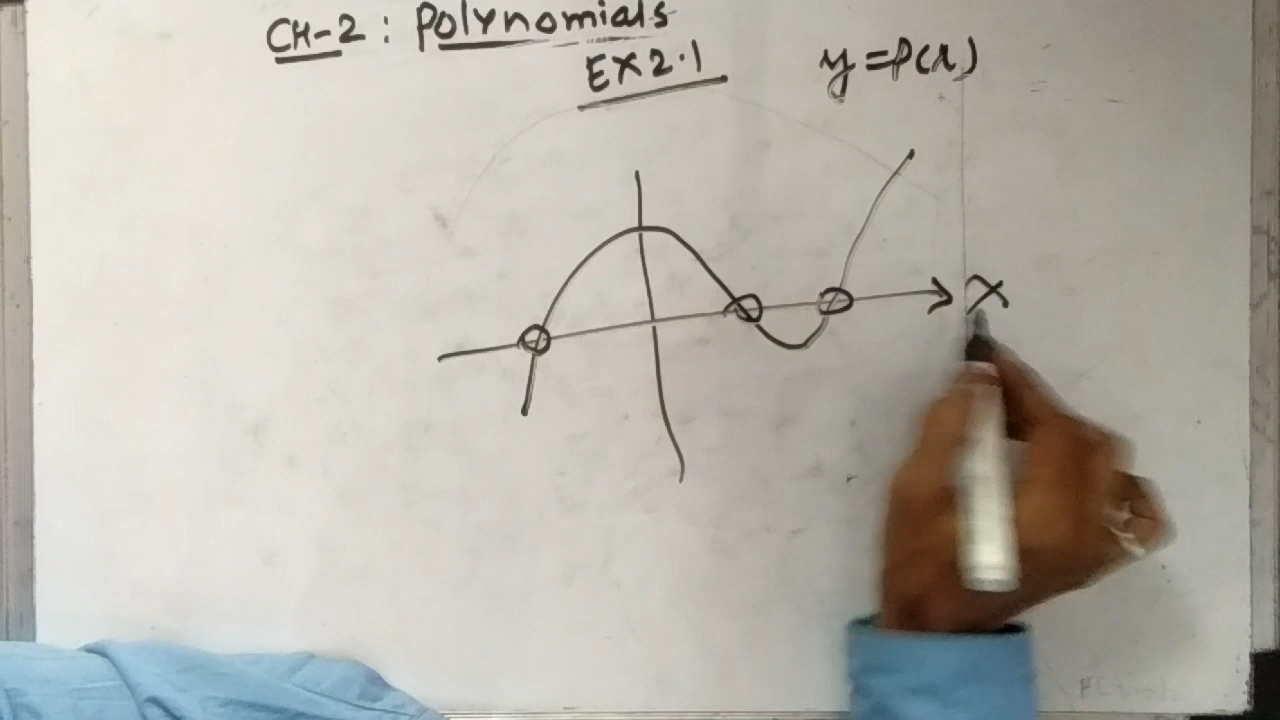 CH-2 : Polynomials
EX 2.1
y = P(x)
X